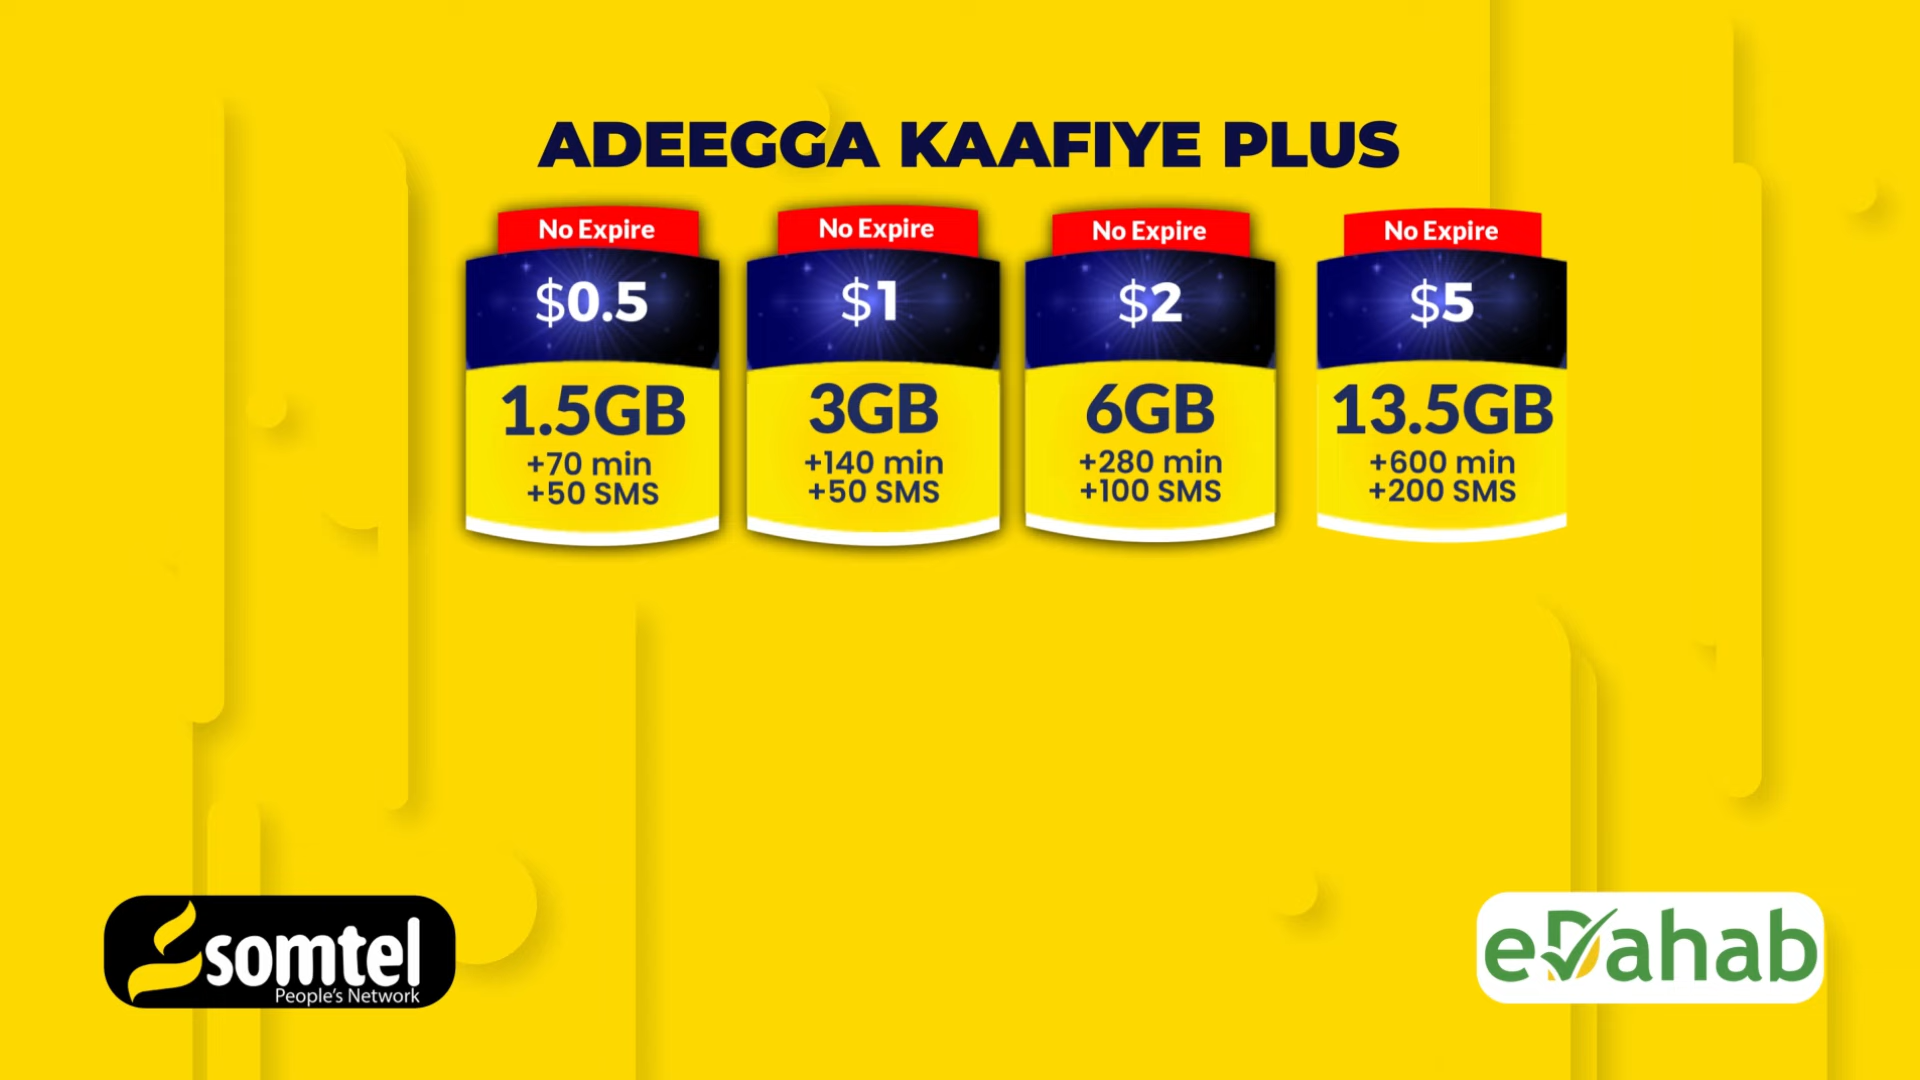 ADEEGGA KAAFIYE PLUS
No Expire
$0.5
1.5GB
+70 min
+50 SMS
No Expire
$1
3GB
+140 min
+50 SMS
No Expire
$2
6GB
+280 min
+100 SMS
No Expire
$5
13.5GB
+600 min
+200 SMS
somtel
People's Network
eDahab